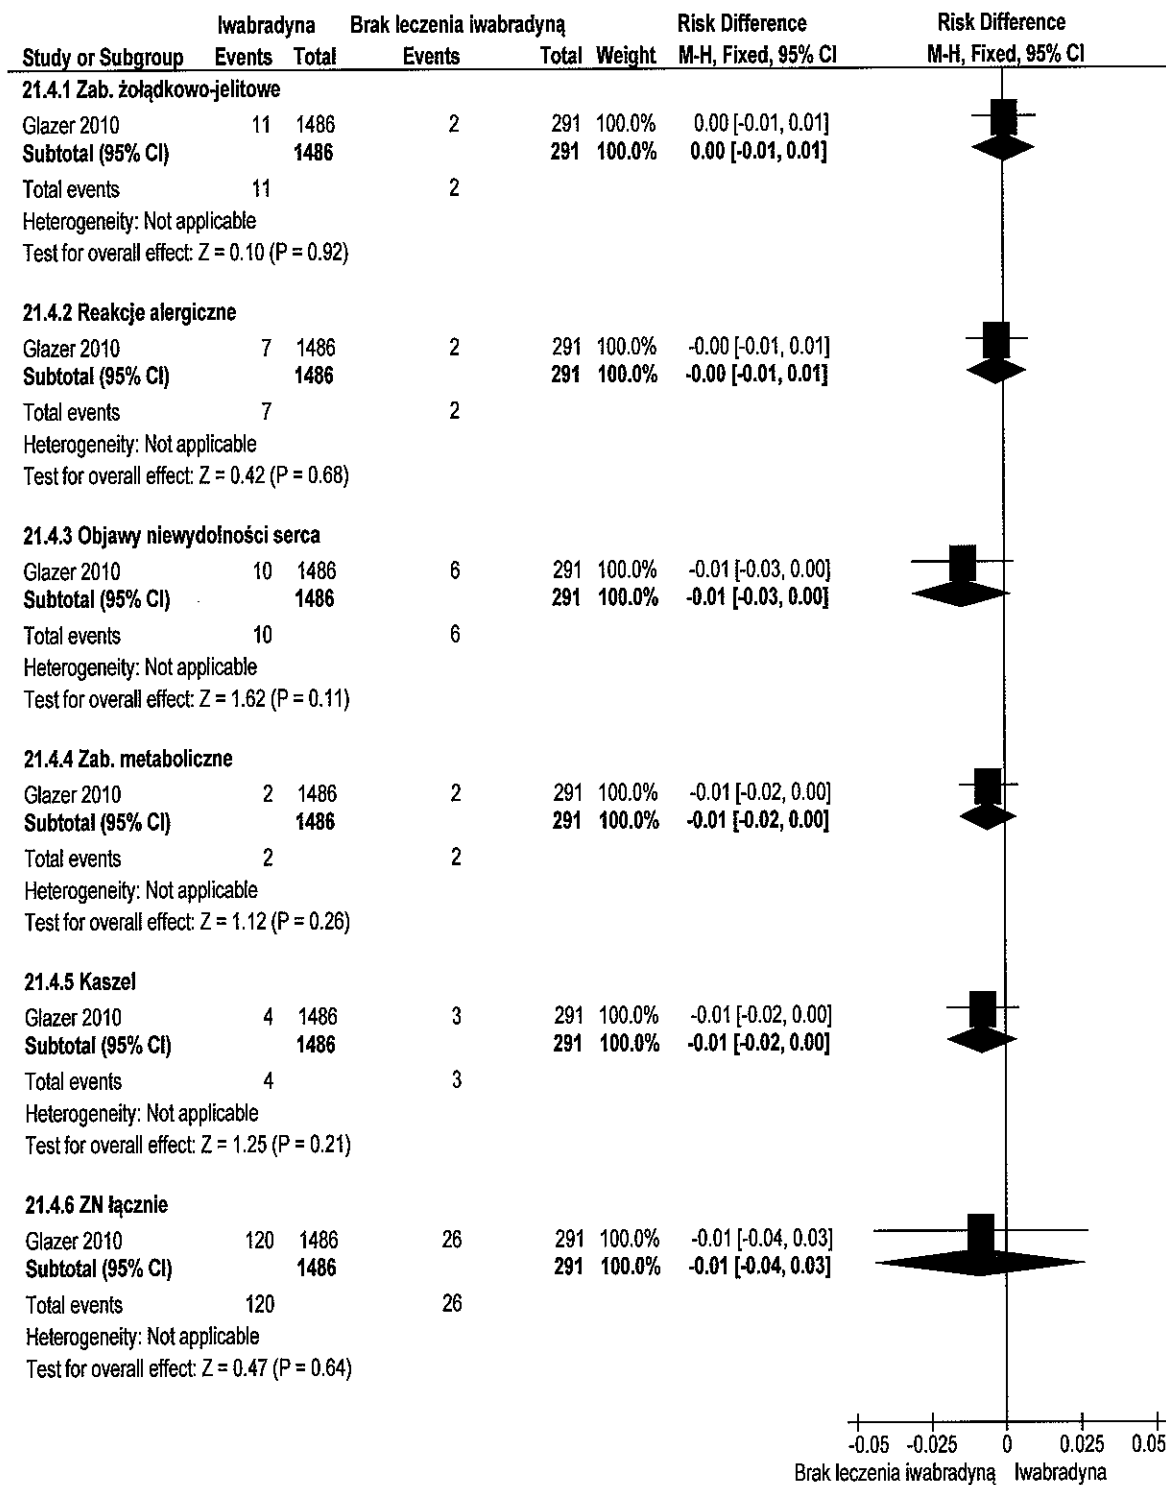 Iwabradyna Brak leczenia iwabradyną Risk Difference Risk Difference
Study or Subgroup Events Total Events Total Weight M-H, Fixed, 95% CI M-H, Fixed, 95% CI
21.4.1 Zab. żołądkowo-jelitowe
Glazer 2010 11 1486 2 291 100.0% 0.00 [-0.01, 0.01]
Subtotal (95% CI) 1486 291 100.0% 0.00 [-0.01, 0.01]
Total events 11 2
Heterogeneity: Not applicable
Test for overall effect: Z = 0.10 (P = 0.92)
21.4.2 Reakcje alergiczne
Glazer 2010 7 1486 2 291 100.0% -0.00 [-0.01, 0.01]
Subtotal (95% CI) 1486 291 100.0% -0.00 [-0.01, 0.01]
Total events 7 2
Heterogeneity: Not applicable
Test for overall effect: Z = 0.42 (P = 0.68)
21.4.3 Objawy niewydolności serca
Glazer 2010 10 1486 6 291 100.0% -0.01 [-0.03, 0.00]
Subtotal (95% CI) 1486 291 100.0% -0.01 [-0.03, 0.00]
Total events 10 6
Heterogeneity: Not applicable
Test for overall effect: Z = 1.62 (P = 0.11)
21.4.4 Zab. metaboliczne
Glazer 2010 2 1486 2 291 100.0% -0.01 [-0.02, 0.00]
Subtotal (95% CI) 1486 291 100.0% -0.01 [-0.02, 0.00]
Total events 2 2
Heterogeneity: Not applicable
Test for overall effect: Z = 1.12 (P = 0.26)
21.4.5 Kaszel
Glazer 2010 4 1486 3 291 100.0% -0.01 [-0.02, 0.00]
Subtotal (95% CI) 1486 291 100.0% -0.01 [-0.02, 0.00]
Total events 4 3
Heterogeneity: Not applicable
Test for overall effect: Z = 1.25 (P = 0.21)
21.4.6 ZN łącznie
Glazer 2010 120 1486 26 291 100.0% -0.01 [-0.04, 0.03]
Subtotal (95% CI) 1486 291 100.0% -0.01 [-0.04, 0.03]
Total events 120 26
Heterogeneity: Not applicable
Test for overall effect: Z = 0.47 (P = 0.64)
-0.05 -0.025 0 0.025 0.05
Brak leczenia iwabradyną Iwabradyna